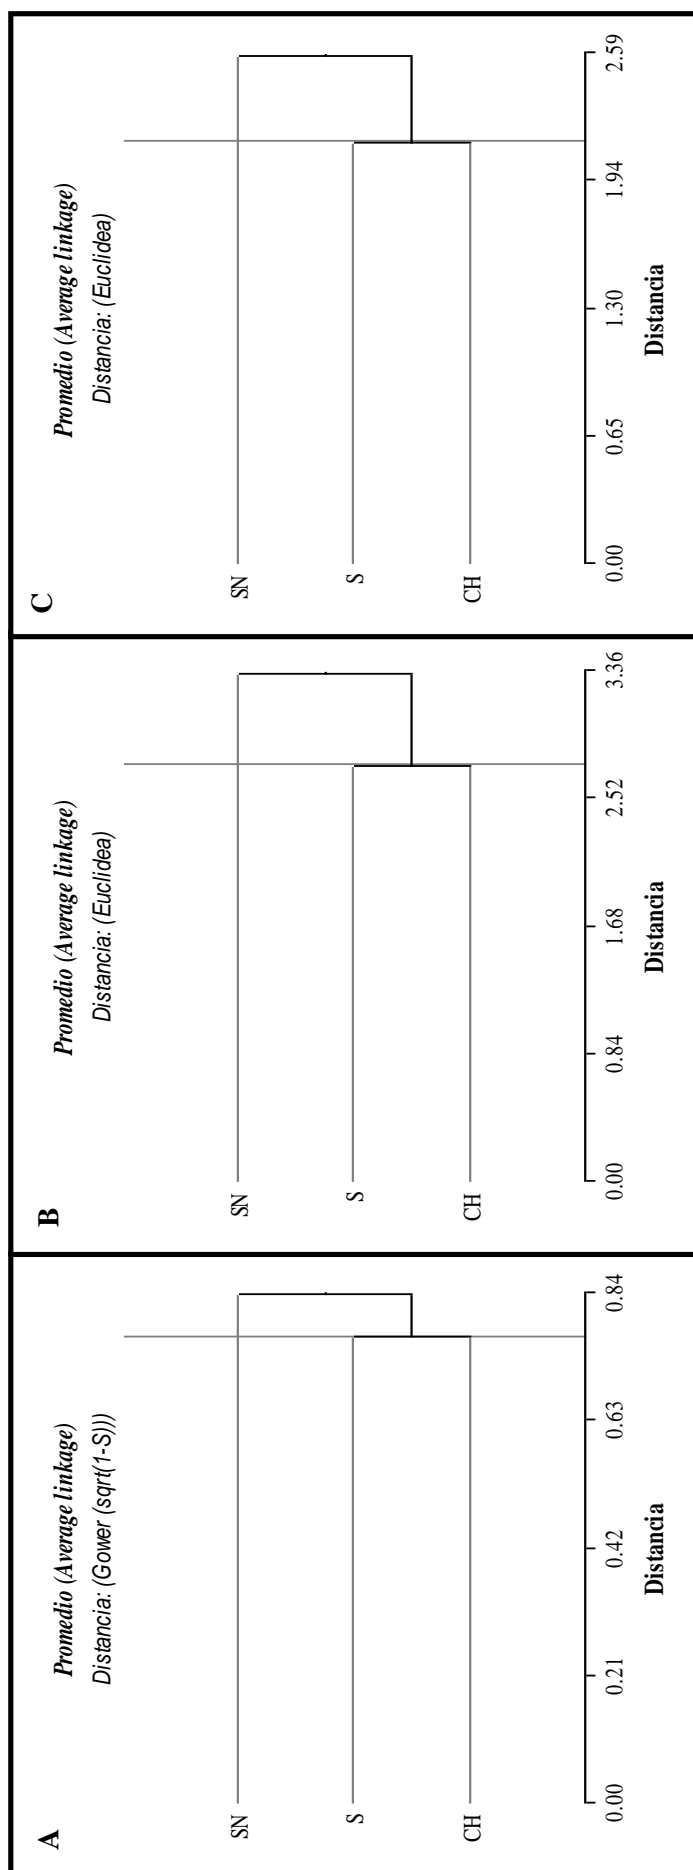 A
Promedio (Average linkage)
Distancia: (Gower (sqrt(1-S)))
SN
S
CH
0.00 0.21 0.42 0.63 0.84
Distancia
B
Promedio (Average linkage)
Distancia: (Euclidea)
SN
S
CH
0.00 0.84 1.68 2.52 3.36
Distancia
C
Promedio (Average linkage)
Distancia: (Euclidea)
SN
S
CH
0.00 0.65 1.30 1.94 2.59
Distancia